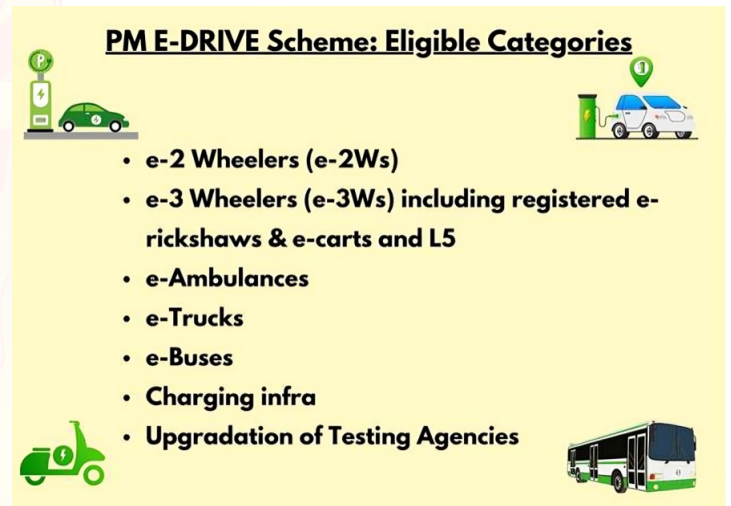 PM E-DRIVE Scheme: Eligible Categories
P
1
• e-2 Wheelers (e-2Ws)
• e-3 Wheelers (e-3Ws) including registered e-
rickshaws & e-carts and L5
• e-Ambulances
• e-Trucks
• e-Buses
• Charging infra
• Upgradation of Testing Agencies